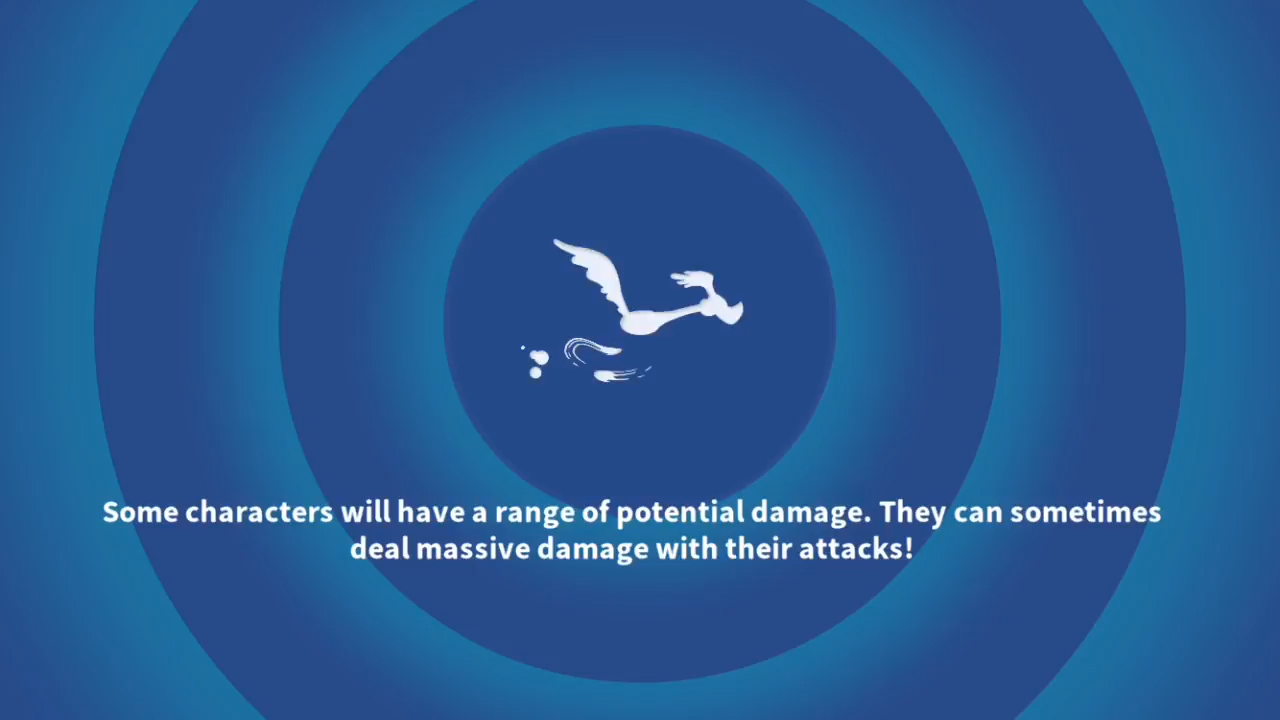 Some characters will have a range of potential damage. They can sometimes
deal massive damage with their attacks!